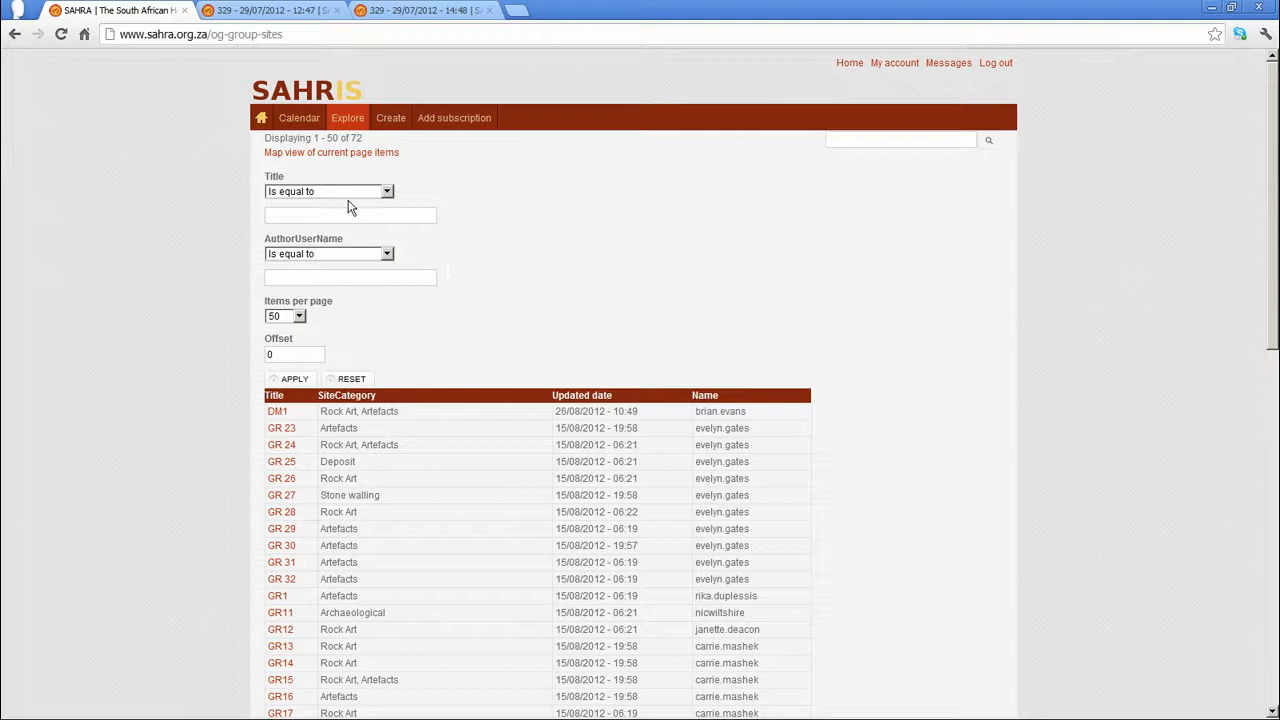 SAHRA | The South African H
329 - 29/07/2012 - 12:47 | S
329 - 29/07/2012 - 14:48 | S
www.sahra.org.za/og-group-sites
Home My account Messages Log out
SAHRIS
Calendar Explore Create Add subscription
Displaying 1 - 50 of 72
Map view of current page items
Title
Is equal to
AuthorUserName
Is equal to
Items per page
50
Offset
0
APPLY RESET
Title SiteCategory Updated date Name
DM1 Rock Art, Artefacts 26/08/2012 - 10:49 brian.evans
GR 23 Artefacts 15/08/2012 - 19:58 evelyn.gates
GR 24 Rock Art, Artefacts 15/08/2012 - 06:21 evelyn.gates
GR 25 Deposit 15/08/2012 - 06:21 evelyn.gates
GR 26 Rock Art 15/08/2012 - 06:21 evelyn.gates
GR 27 Stone walling 15/08/2012 - 19:58 evelyn.gates
GR 28 Rock Art 15/08/2012 - 06:22 evelyn.gates
GR 29 Artefacts 15/08/2012 - 06:19 evelyn.gates
GR 30 Artefacts 15/08/2012 - 19:57 evelyn.gates
GR 31 Artefacts 15/08/2012 - 06:19 evelyn.gates
GR 32 Artefacts 15/08/2012 - 06:19 evelyn.gates
GR1 Artefacts 15/08/2012 - 06:19 rika.duplessis
GR11 Archaeological 15/08/2012 - 06:21 nicwiltshire
GR12 Rock Art 15/08/2012 - 06:21 janette.deacon
GR13 Rock Art 15/08/2012 - 19:58 carrie.mashek
GR14 Rock Art 15/08/2012 - 19:58 carrie.mashek
GR15 Rock Art, Artefacts 15/08/2012 - 19:58 carrie.mashek
GR16 Artefacts 15/08/2012 - 19:58 carrie.mashek
GR17 Rock Art 15/08/2012 - 06:19 carrie.mashek